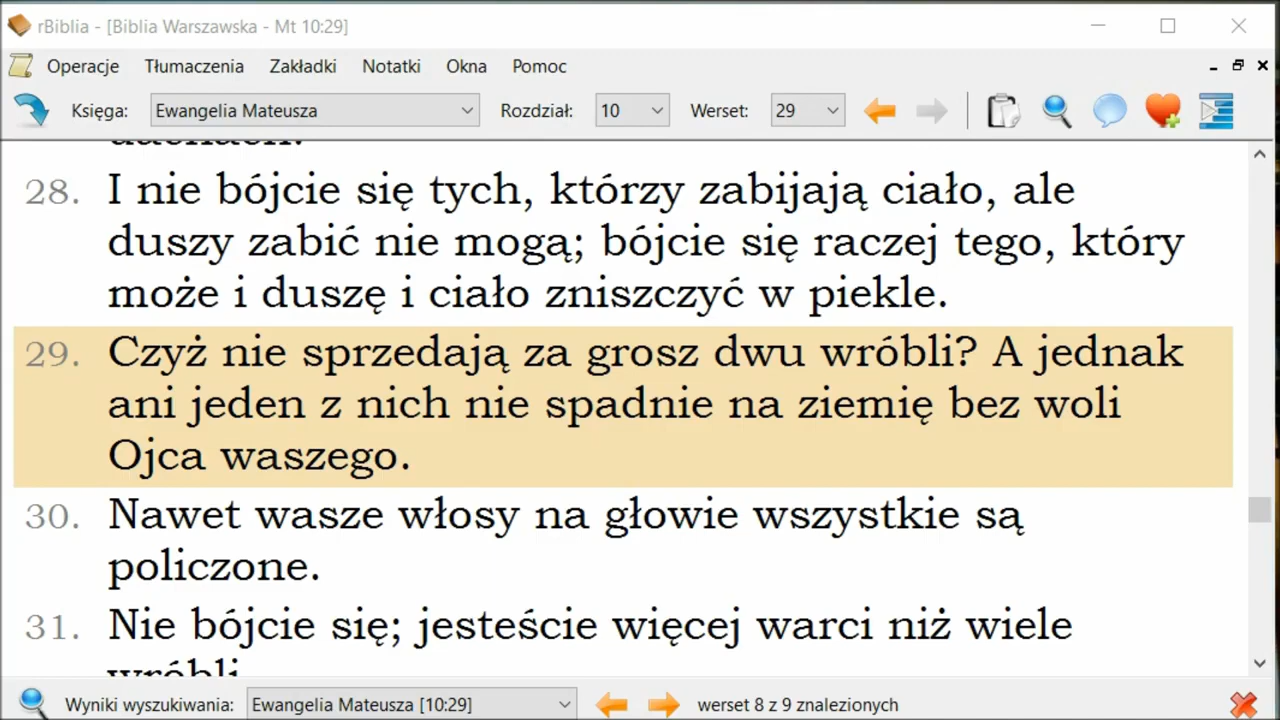 rBiblia - [Biblia Warszawska - Mt 10:29]
Operacje Tłumaczenia Zakładki Notatki Okna Pomoc
Księga: Ewangelia Mateusza Rozdział: 10 Werset: 29
28. I nie bójcie się tych, którzy zabijają ciało, ale
duszy zabić nie mogą; bójcie się raczej tego, który
może i duszę i ciało zniszczyć w piekle.
29. Czyż nie sprzedają za grosz dwu wróbli? A jednak
ani jeden z nich nie spadnie na ziemię bez woli
Ojca waszego.
30. Nawet wasze włosy na głowie wszystkie są
policzone.
31. Nie bójcie się; jesteście więcej warci niż wiele
wróbli
Wyniki wyszukiwania: Ewangelia Mateusza [10:29] werset 8 z 9 znalezionych